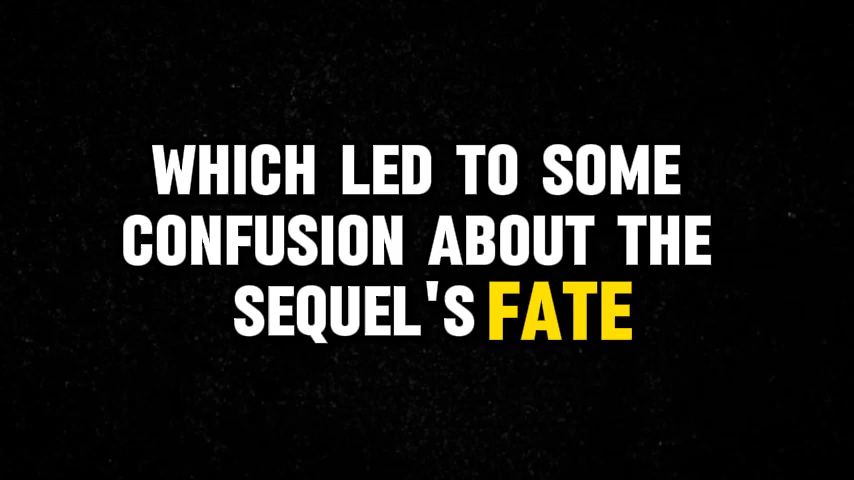 WHICH LED TO SOME
CONFUSION ABOUT THE
SEQUEL'S FATE